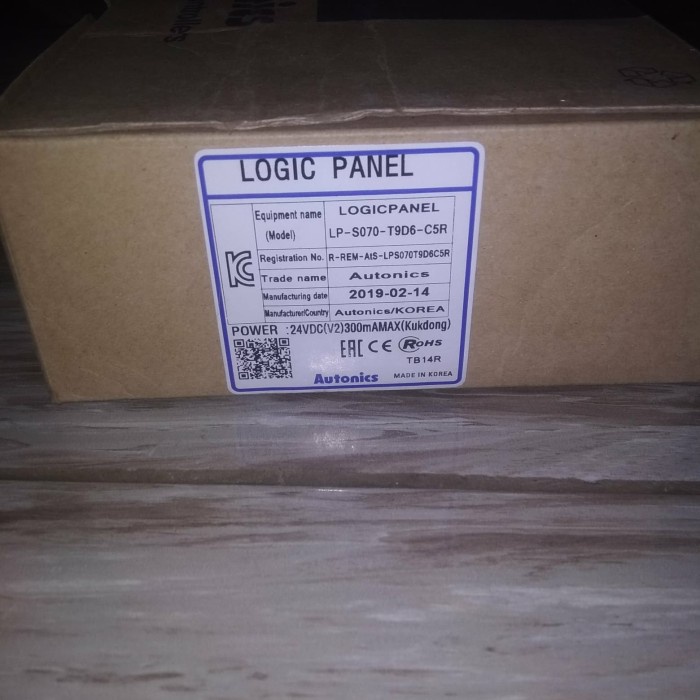 LOGIC PANEL
Equipment name (Model) LOGICPANEL
LP-S070-T9D6-C5R
Registration No. R-REM-AtS-LPS070T9D6C5R
Trade name Autonics
Manufacturing date 2019-02-14
Manufacturer/Country Autonics/KOREA
POWER :24VDC(V2)300mAMAX(Kukdong)
EAC CE RoHS
TB14R
Autonics MADE IN KOREA